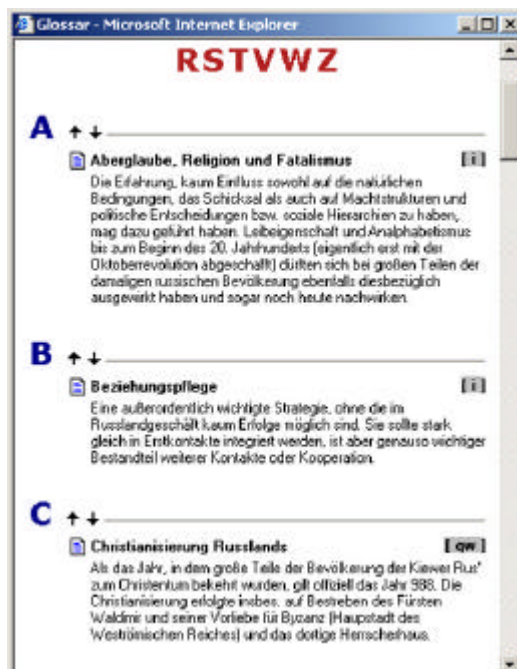 Glossar - Microsoft Internet Explorer
R S T V W Z
A
Aberglaube, Religion und Fatalismus [ i ]
Die Erfahrung, kaum Einfluss sowohl auf die natürlichen
Bedingungen, das Schicksal als auch auf Machtstrukturen und
politische Entscheidungen bzw. soziale Hierarchien zu haben,
mag dazu geführt haben. Leibeigenschaft und Analphabetismus
bis zum Beginn des 20. Jahrhunderts (eigentlich erst mit der
Oktoberrevolution abgeschafft) dürften sich bei großen Teilen der
damaligen russischen Bevölkerung ebenfalls diesbezüglich
ausgewirkt haben und sogar noch heute nachwirken.
B
Beziehungspflege [ i ]
Eine außerordentlich wichtigte Strategie, ohne die im
Russlandgeschäft kaum Erfolge möglich sind. Sie sollte stark
gleich in Erstkontakte integriert werden, ist aber genauso wichtiger
Bestandteil weiterer Kontakte oder Kooperation.
C
Christianisierung Russlands [ qw ]
Als das Jahr, in dem große Teile der Bevölkerung der Kiewer Rus'
zum Christentum bekehrt wurden, gilt offiziell das Jahr 988. Die
Christianisierung erfolgte insbes. auf Bestreben des Fürsten
Waldmir und seiner Vorliebe für Byzanz (Haupstadt des
Weströmischen Reiches) und das dortige Herrscherhaus.